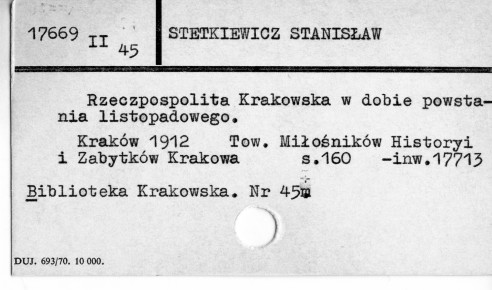 17669 II 45
STETKIEWICZ STANISŁAW
Rzeczpospolita Krakowska w dobie powsta-
nia listopadowego.
Kraków 1912 Tow. Miłośników Historyi
i Zabytków Krakowa s.160 -inw.17713
Biblioteka Krakowska. Nr 45
DUJ. 693/70. 10 000.